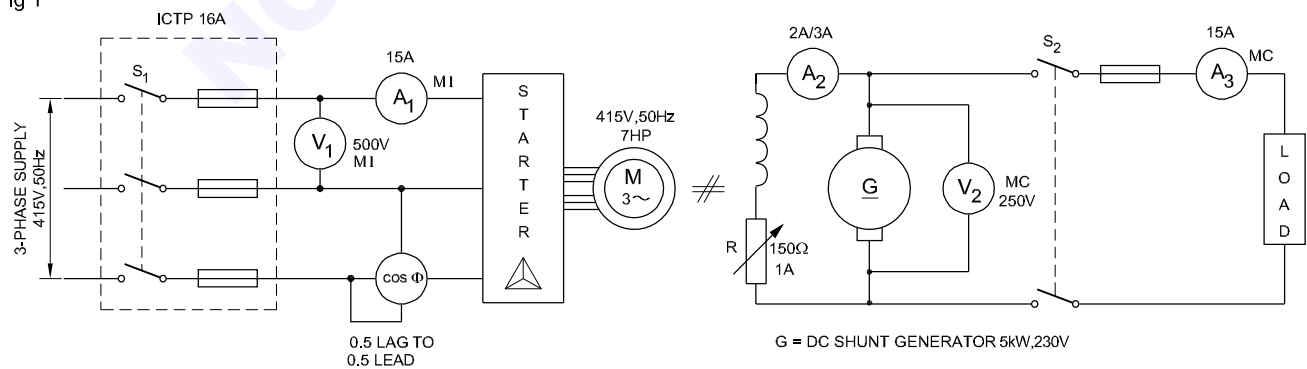 ig 1
ICTP 16A
S1
15A
MI
A1
V1
500V
MI
3-PHASE SUPPLY
415V,50Hz
cos Φ
0.5 LAG TO
0.5 LEAD
STARTER
415V,50Hz
7HP
M
3~
2A/3A
A2
R
150Ω
1A
G
V2
MC
250V
S2
15A
A3
MC
LOAD
G = DC SHUNT GENERATOR 5kW,230V